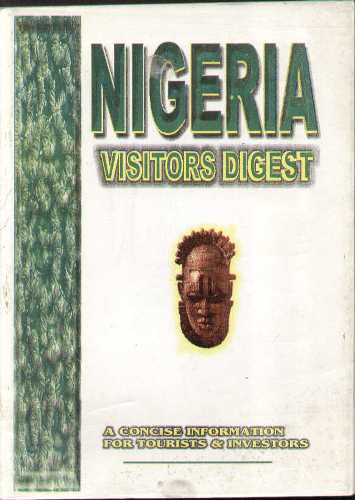 NIGERIA
VISITORS DIGEST
A CONCISE INFORMATION
FOR TOURISTS & INVESTORS